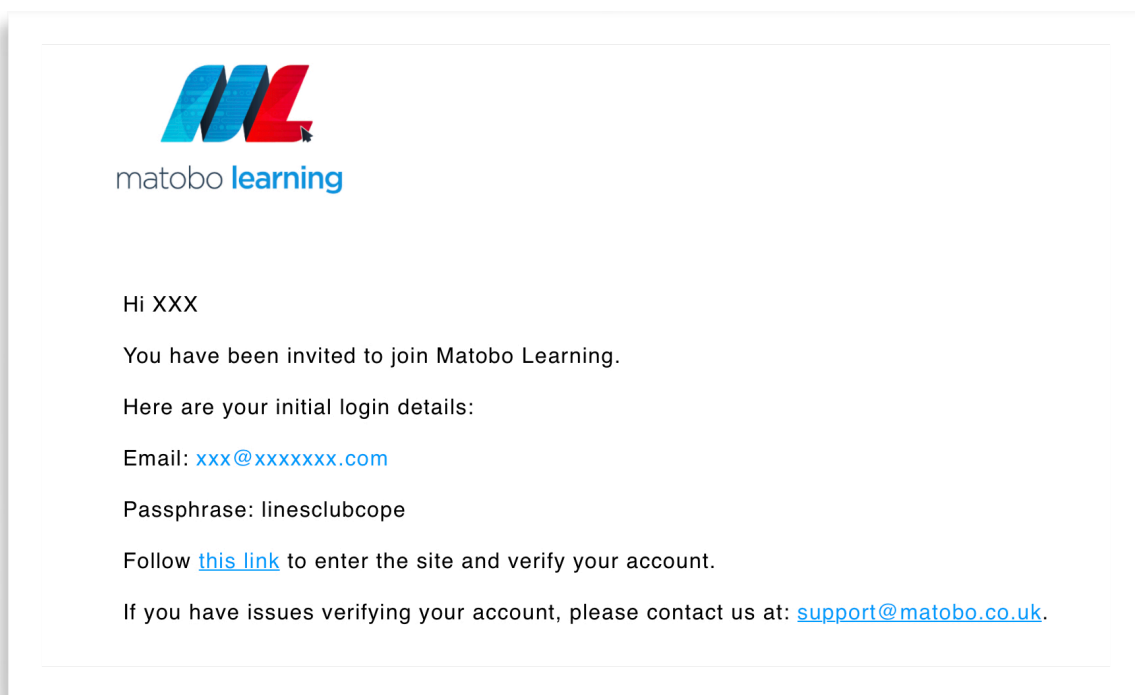 ML
matobo learning
Hi XXX
You have been invited to join Matobo Learning.
Here are your initial login details:
Email: xxx@xxxxxxx.com
Passphrase: linesclubcope
Follow this link to enter the site and verify your account.
If you have issues verifying your account, please contact us at: support@matobo.co.uk.